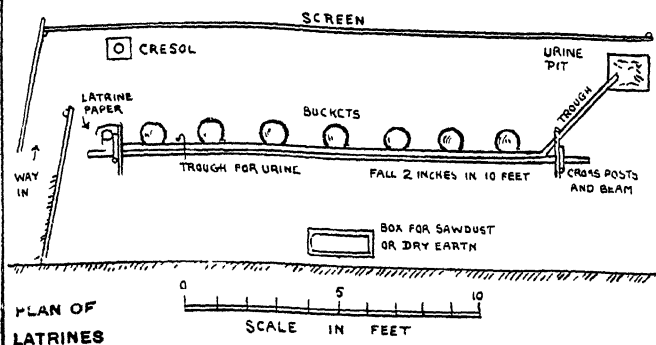 SCREEN
CRESOL
URINE
PIT
LATRINE
PAPER
BUCKETS
TROUGH
WAY
IN
TROUGH FOR URINE
FALL 2 INCHES IN 10 FEET
CROSS POSTS
AND BEAM
BOX FOR SAWDUST
OR DRY EARTH
PLAN OF
LATRINES
0 5 10
SCALE IN FEET